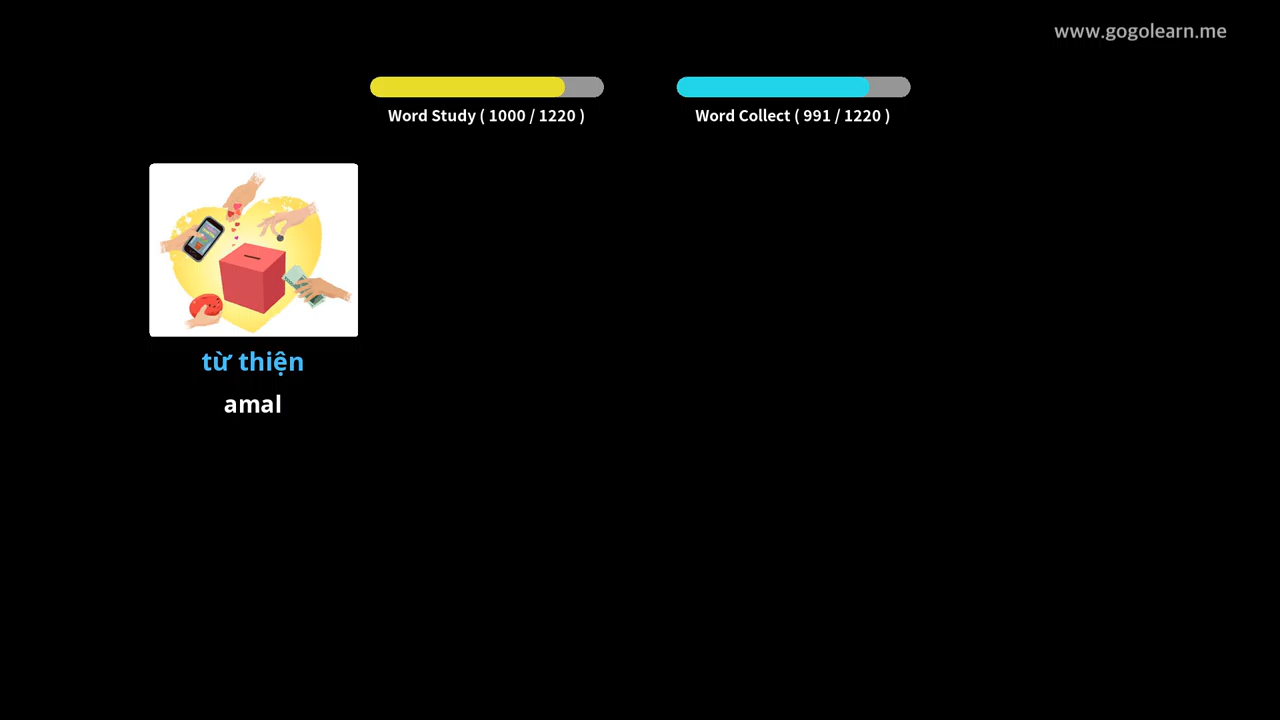 www.gogolearn.me
Word Study ( 1000 / 1220 )
Word Collect ( 991 / 1220 )
từ thiện
amal